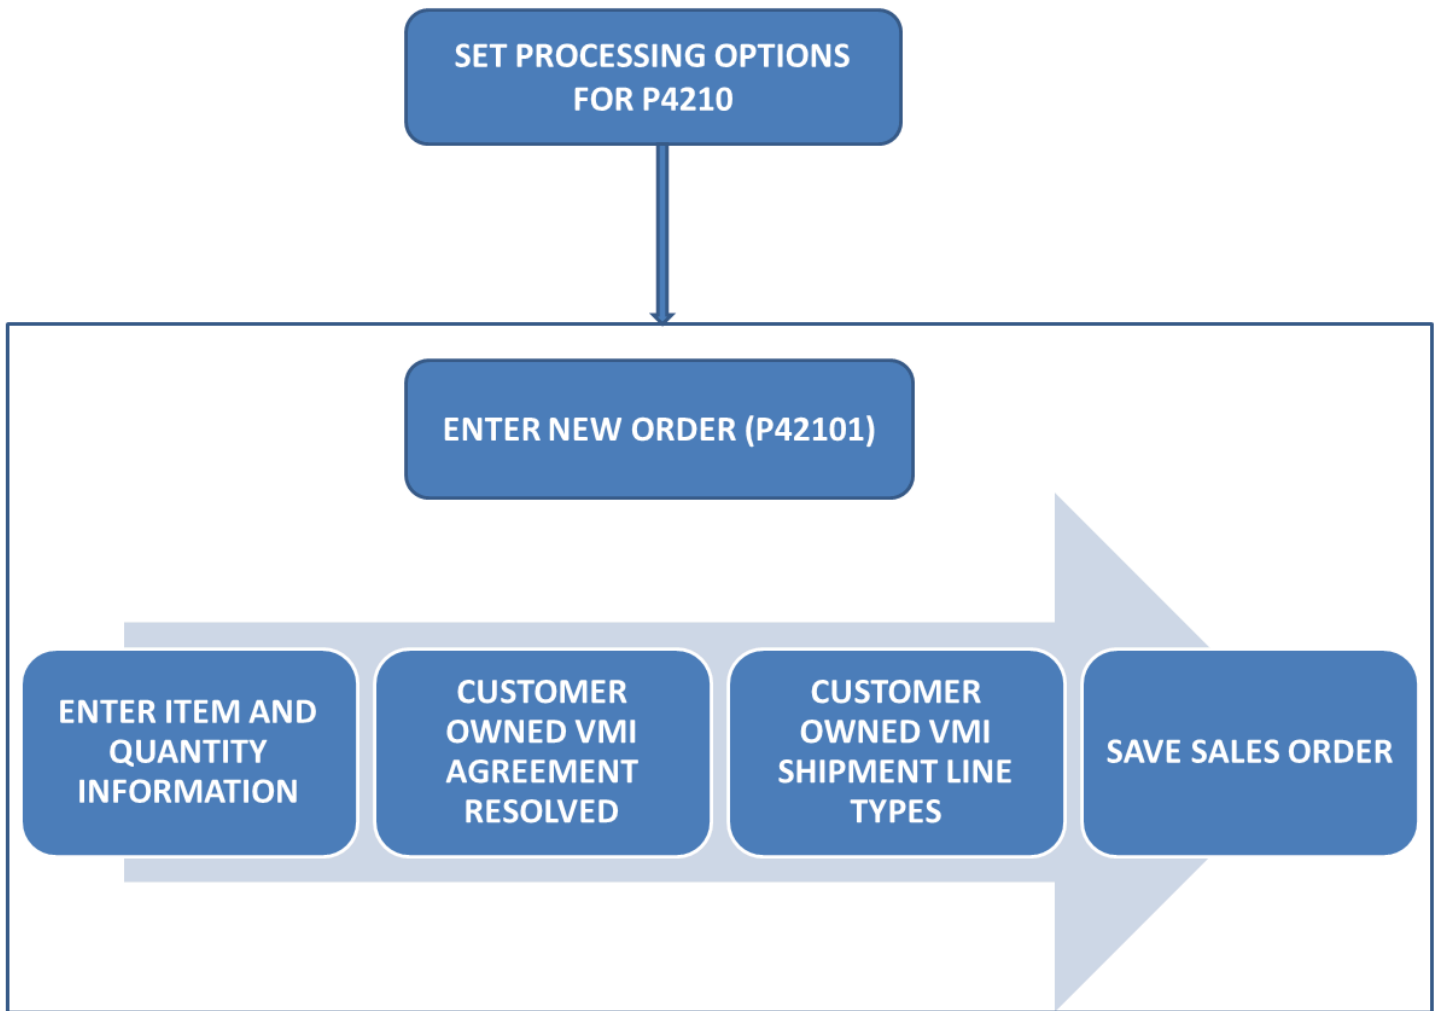 SET PROCESSING OPTIONS
FOR P4210
ENTER NEW ORDER (P42101)
ENTER ITEM AND
QUANTITY
INFORMATION
CUSTOMER
OWNED VMI
AGREEMENT
RESOLVED
CUSTOMER
OWNED VMI
SHIPMENT LINE
TYPES
SAVE SALES ORDER